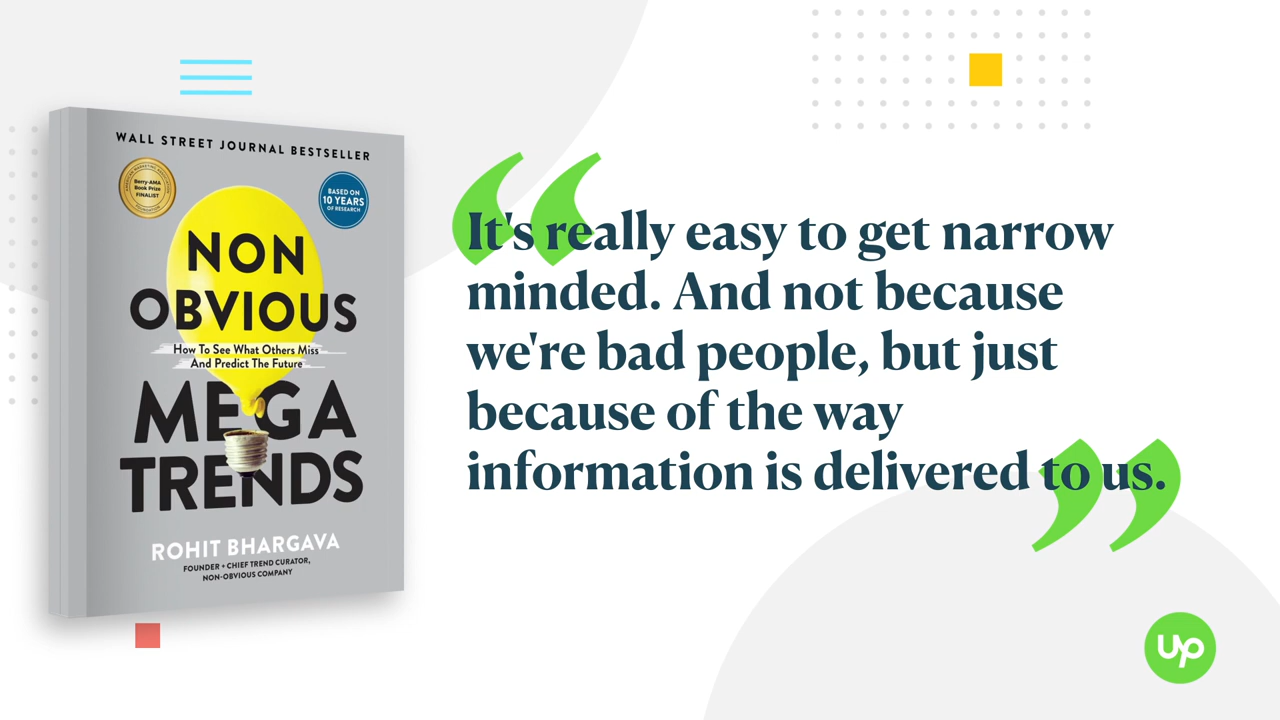 WALL STREET JOURNAL BESTSELLER
Berry-AMA
Book Prize
FINALIST
BASED ON
10 YEARS
OF RESEARCH
NON
OBVIOUS
How To See What Others Miss
And Predict The Future
MEGA
TRENDS
ROHIT BHARGAVA
FOUNDER + CHIEF TREND CURATOR,
NON-OBVIOUS COMPANY
“It's really easy to get narrow
minded. And not because
we're bad people, but just
because of the way
information is delivered to us.”
Up